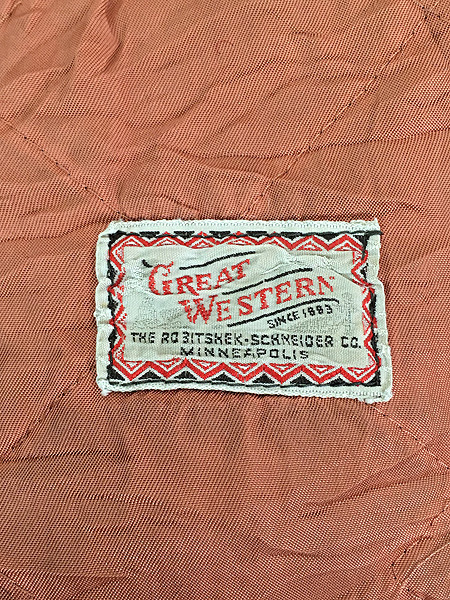 GREAT
WESTERN
SINCE 1883
THE ROBITSHEK-SCHNEIDER CO.
MINNEAPOLIS